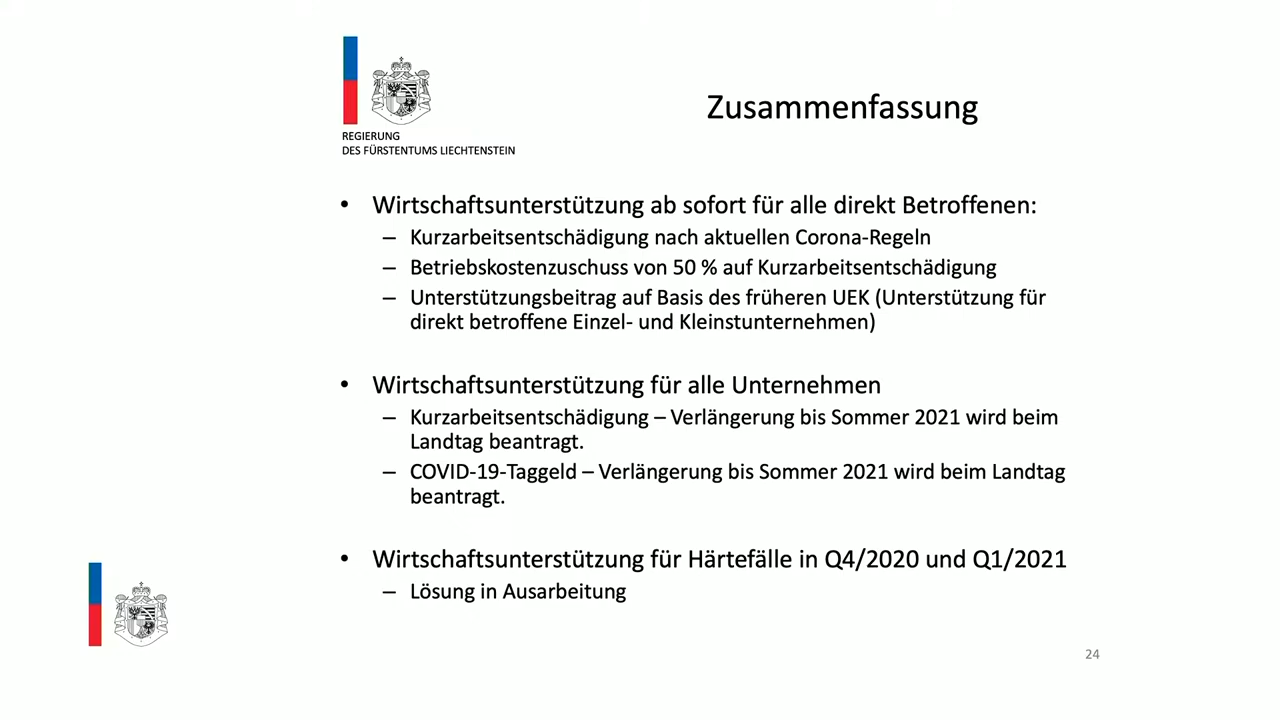 REGIERUNG
DES FÜRSTENTUMS LIECHTENSTEIN
Zusammenfassung
• Wirtschaftsunterstützung ab sofort für alle direkt Betroffenen:
– Kurzarbeitsentschädigung nach aktuellen Corona-Regeln
– Betriebskostenzuschuss von 50 % auf Kurzarbeitsentschädigung
– Unterstützungsbeitrag auf Basis des früheren UEK (Unterstützung für
direkt betroffene Einzel- und Kleinstunternehmen)
• Wirtschaftsunterstützung für alle Unternehmen
– Kurzarbeitsentschädigung – Verlängerung bis Sommer 2021 wird beim
Landtag beantragt.
– COVID-19-Taggeld – Verlängerung bis Sommer 2021 wird beim Landtag
beantragt.
• Wirtschaftsunterstützung für Härtefälle in Q4/2020 und Q1/2021
– Lösung in Ausarbeitung
24